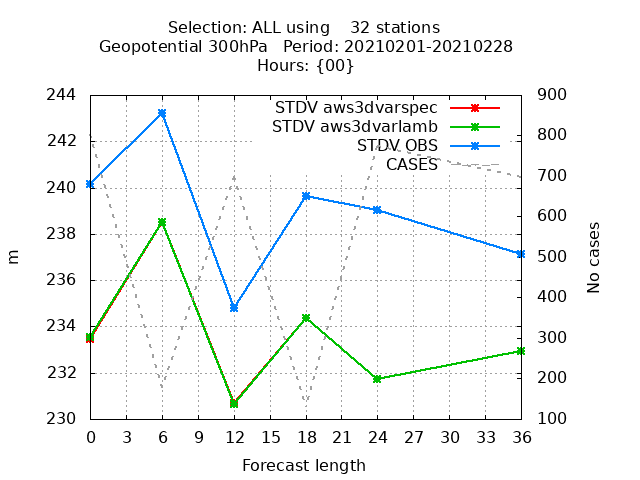 Selection: ALL using    32 stations
Geopotential 300hPa   Period: 20210201-20210228
Hours: {00}
STDV aws3dvarspec
STDV aws3dvarlamb
STDV OBS
CASES
244
242
240
238
236
234
232
230
m
900
800
700
600
500
400
300
200
100
No cases
0 3 6 9 12 15 18 21 24 27 30 33 36
Forecast length